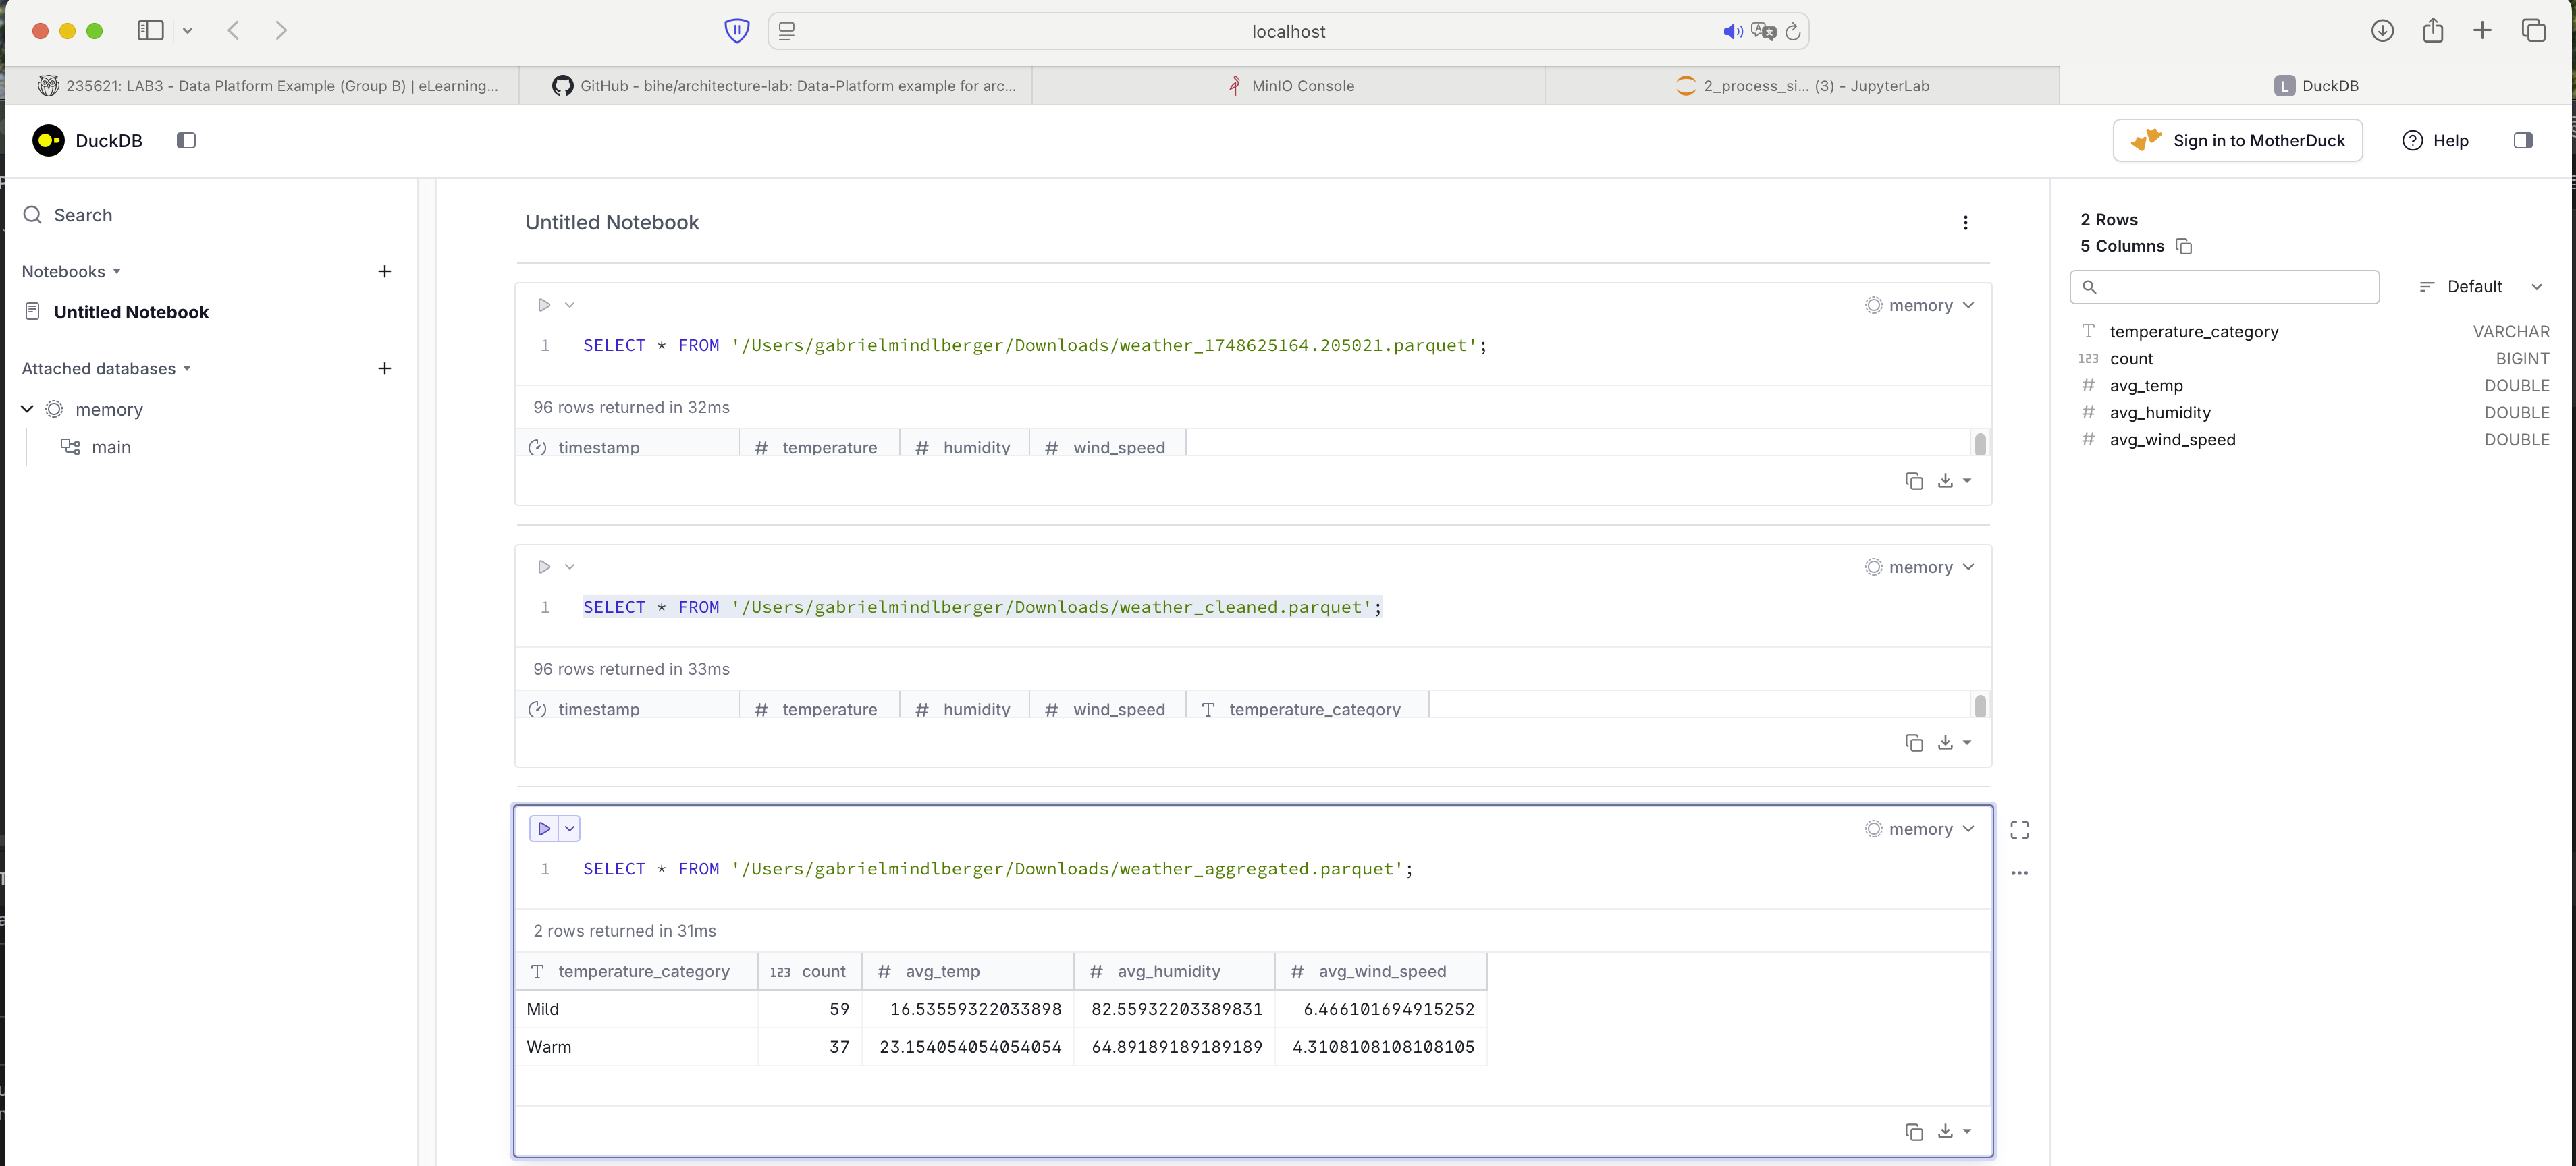 localhost
235621: LAB3 - Data Platform Example (Group B) | eLearning...
GitHub - bihe/architecture-lab: Data-Platform example for arc...
MinIO Console
2_process_si... (3) - JupyterLab
L DuckDB
DuckDB
Sign in to MotherDuck
Help
Search
Notebooks
Untitled Notebook
Attached databases
memory
main
Untitled Notebook
memory
1 SELECT * FROM '/Users/gabrielmindlberger/Downloads/weather_1748625164.205021.parquet';
96 rows returned in 32ms
timestamp # temperature # humidity # wind_speed
memory
1 SELECT * FROM '/Users/gabrielmindlberger/Downloads/weather_cleaned.parquet';
96 rows returned in 33ms
timestamp # temperature # humidity # wind_speed T temperature_category
memory
1 SELECT * FROM '/Users/gabrielmindlberger/Downloads/weather_aggregated.parquet';
2 rows returned in 31ms
T temperature_category 123 count # avg_temp # avg_humidity # avg_wind_speed
Mild 59 16.53559322033898 82.55932203389831 6.466101694915252
Warm 37 23.154054054054054 64.89189189189189 4.3108108108108105
2 Rows
5 Columns
Default
T temperature_category VARCHAR
123 count BIGINT
# avg_temp DOUBLE
# avg_humidity DOUBLE
# avg_wind_speed DOUBLE